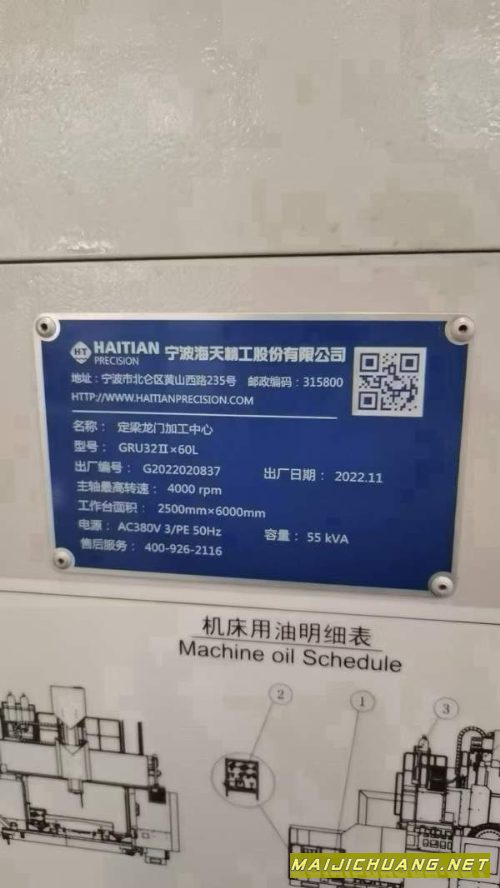 HT HAITIAN PRECISION 宁波海天精工股份有限公司
地址：宁波市北仑区黄山西路235号 邮政编码：315800
HTTP://WWW.HAITIANPRECISION.COM
名称： 定梁龙门加工中心
型号： GRU32Ⅱ×60L
出厂编号： G2022020837 出厂日期： 2022.11
主轴最高转速： 4000 rpm
工作台面积： 2500mm×6000mm
电源： AC380V 3/PE 50Hz 容量： 55 kVA
售后服务： 400-926-2116
机床用油明细表
Machine oil Schedule
2 1 3
MAIJICHUANG.NET